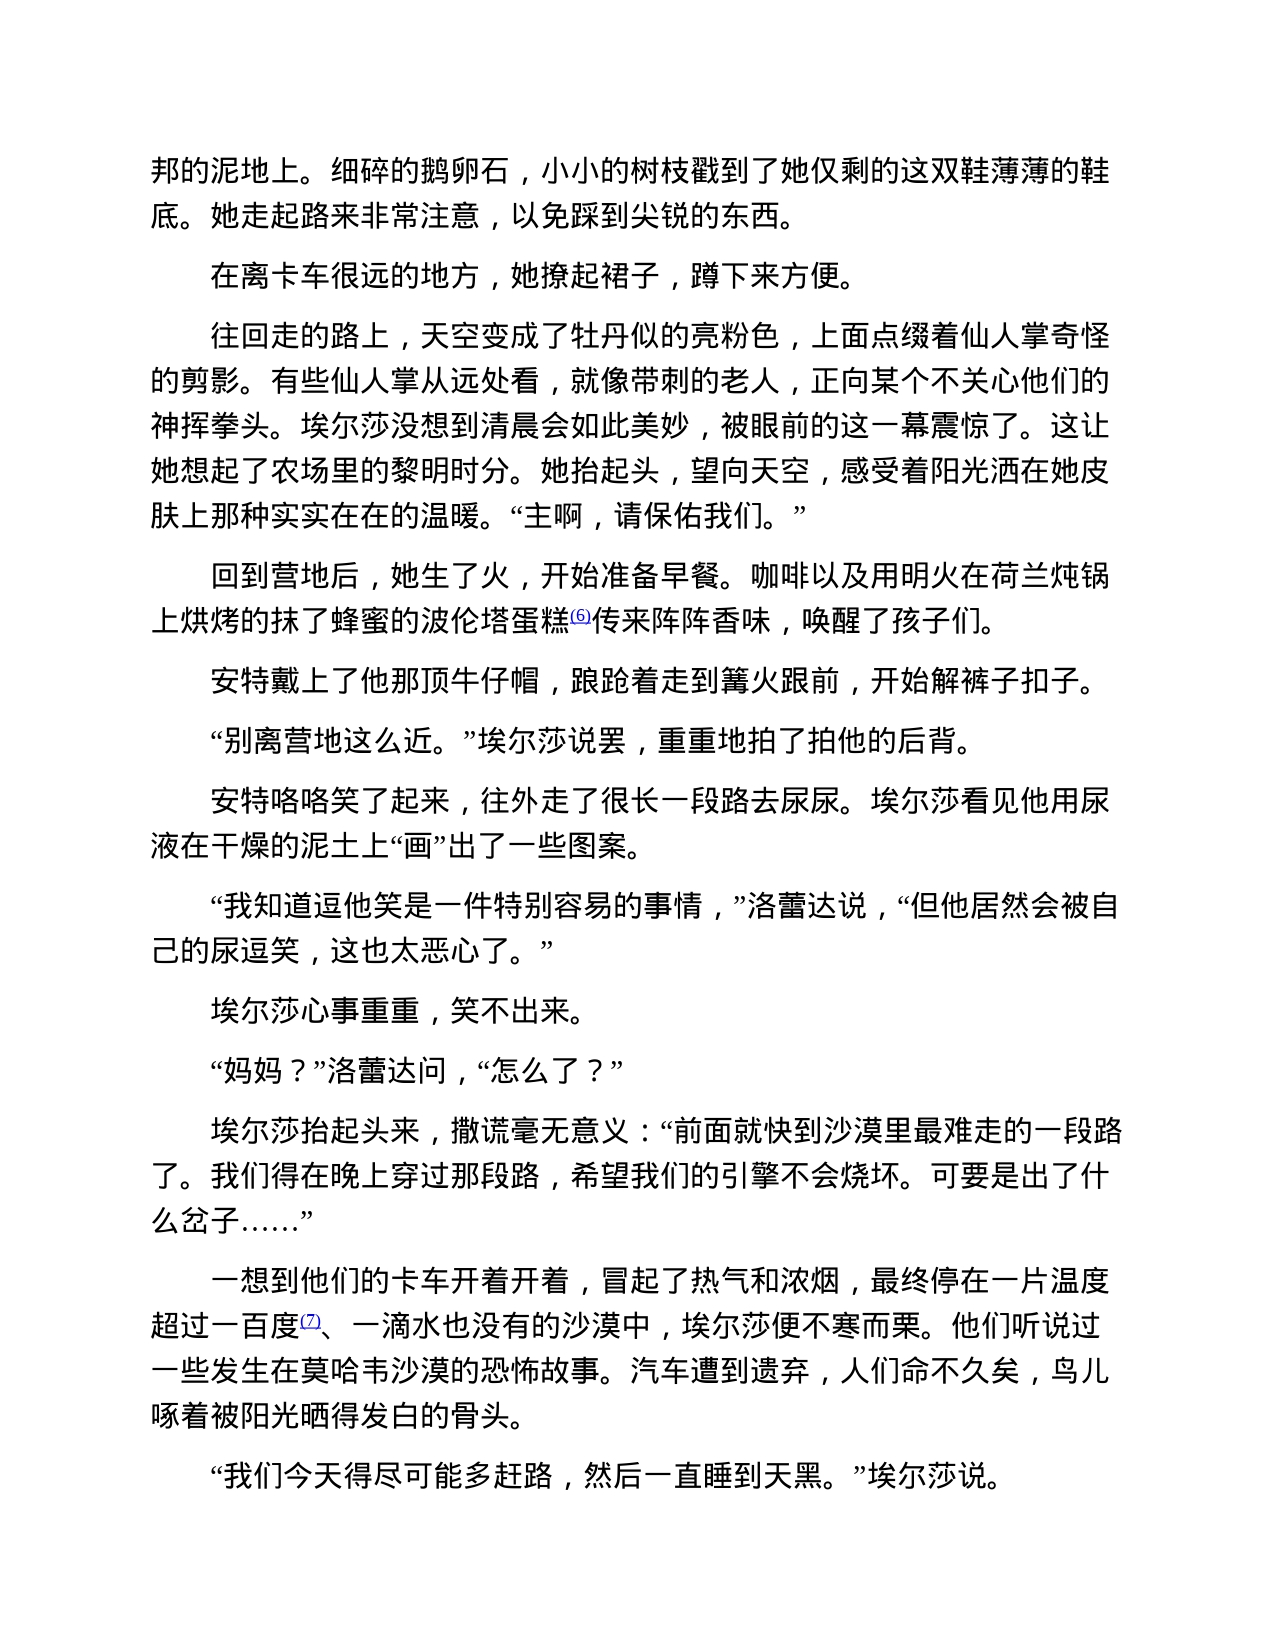 邦的泥地上。细碎的鹅卵石，小小的树枝戳到了她仅剩的这双鞋薄薄的鞋
底。她走起路来非常注意，以免踩到尖锐的东西。
在离卡车很远的地方，她撩起裙子，蹲下来方便。
往回走的路上，天空变成了牡丹似的亮粉色，上面点缀着仙人掌奇怪
的剪影。有些仙人掌从远处看，就像带刺的老人，正向某个不关心他们的
神挥拳头。埃尔莎没想到清晨会如此美妙，被眼前的这一幕震惊了。这让
她想起了农场里的黎明时分。她抬起头，望向天空，感受着阳光洒在她皮
肤上那种实实在在的温暖。“主啊，请保佑我们。”
回到营地后，她生了火，开始准备早餐。咖啡以及用明火在荷兰炖锅
上烘烤的抹了蜂蜜的波伦塔蛋糕(6)传来阵阵香味，唤醒了孩子们。
安特戴上了他那顶牛仔帽，踉跄着走到篝火跟前，开始解裤子扣子。
“别离营地这么近。”埃尔莎说罢，重重地拍了拍他的后背。
安特咯咯笑了起来，往外走了很长一段路去尿尿。埃尔莎看见他用尿
液在干燥的泥土上“画”出了一些图案。
“我知道逗他笑是一件特别容易的事情，”洛蕾达说，“但他居然会被自
己的尿逗笑，这也太恶心了。”
埃尔莎心事重重，笑不出来。
“妈妈？”洛蕾达问，“怎么了？”
埃尔莎抬起头来，撒谎毫无意义：“前面就快到沙漠里最难走的一段路
了。我们得在晚上穿过那段路，希望我们的引擎不会烧坏。可要是出了什
么岔子……”
一想到他们的卡车开着开着，冒起了热气和浓烟，最终停在一片温度
超过一百度(7)、一滴水也没有的沙漠中，埃尔莎便不寒而栗。他们听说过
一些发生在莫哈韦沙漠的恐怖故事。汽车遭到遗弃，人们命不久矣，鸟儿
啄着被阳光晒得发白的骨头。
“我们今天得尽可能多赶路，然后一直睡到天黑。”埃尔莎说。